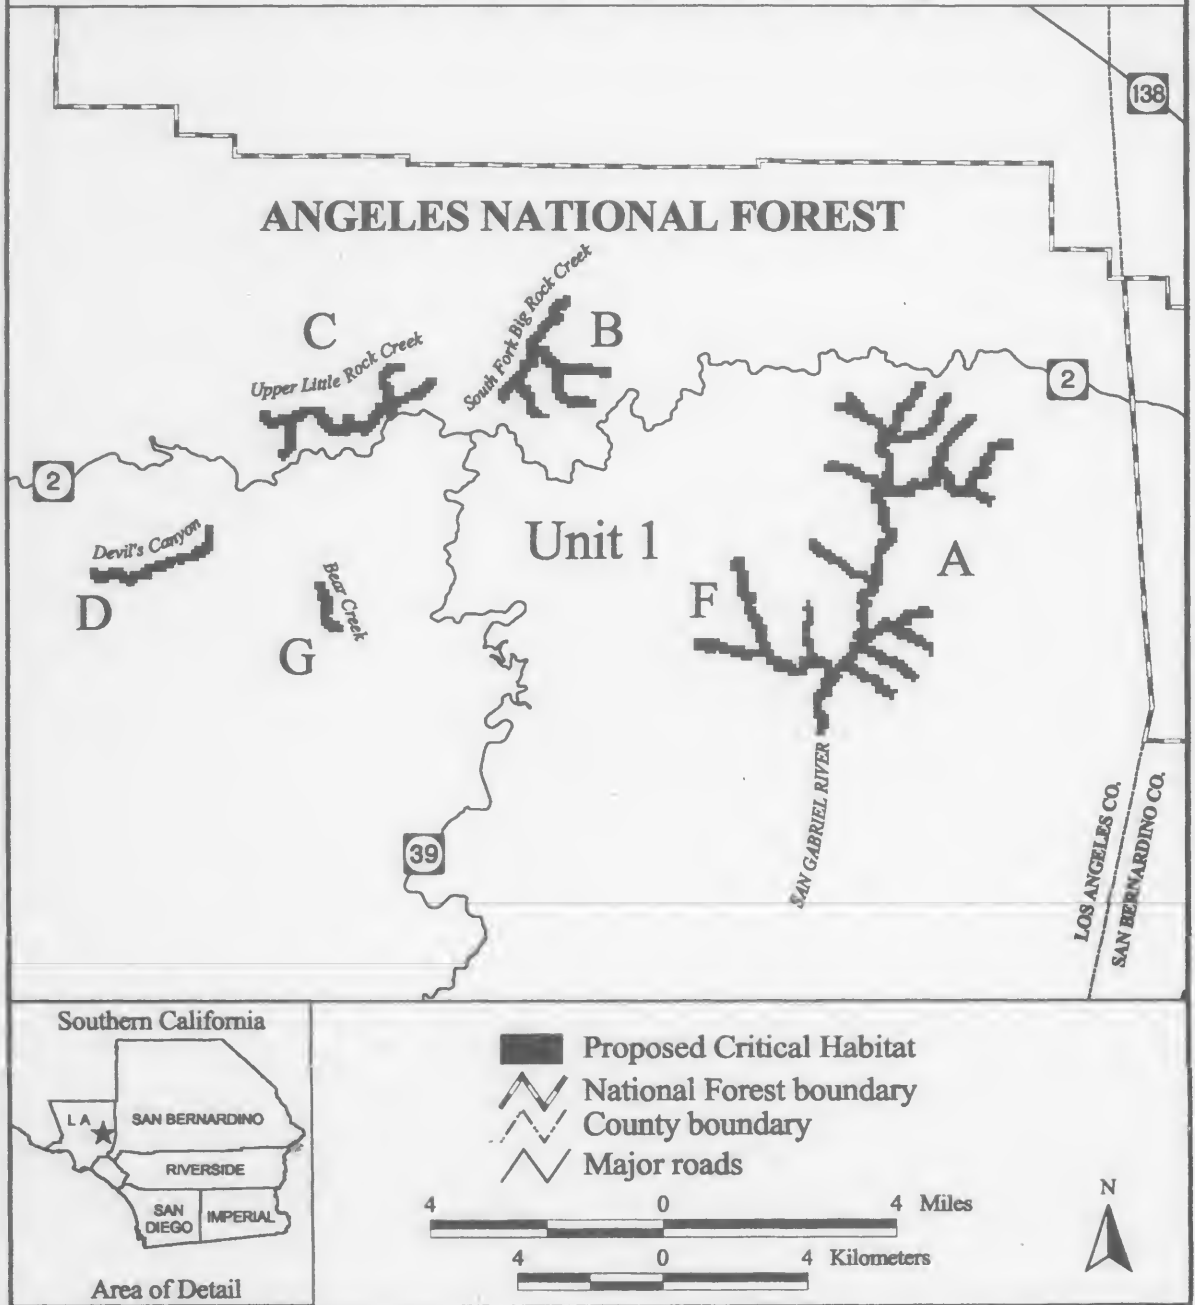 138
ANGELES NATIONAL FOREST
South Fork Big Rock Creek
C
B
Upper Little Rock Creek
2
2
Devil's Canyon
Unit 1
Bear Creek
A
F
D
G
SAN GABRIEL RIVER
39
LOS ANGELES CO.
SAN BERNARDINO CO.
Southern California
L A
SAN BERNARDINO
RIVERSIDE
SAN DIEGO
IMPERIAL
Area of Detail
Proposed Critical Habitat
National Forest boundary
County boundary
Major roads
4 0 4 Miles
4 0 4 Kilometers
N